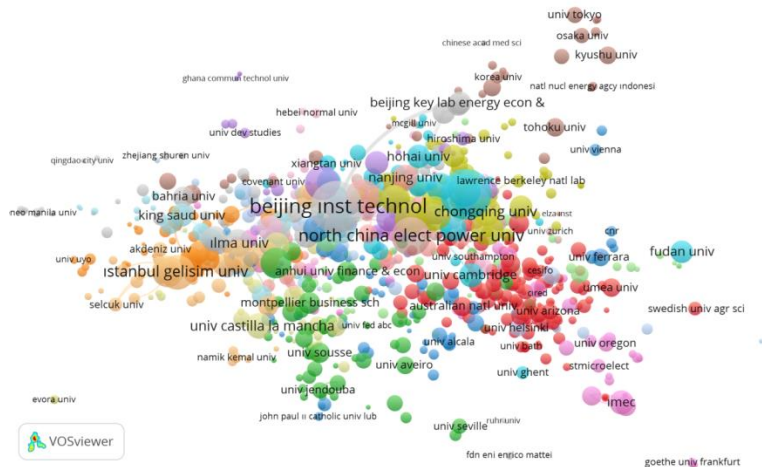 univ tokyo
osaka univ
kyushu univ
chinese acad med sci
korea univ
ghana commun technol univ
natl nucl energy agcy indonesi
beijing key lab energy econ &
hebei normal univ
mcgill univ
tohoku univ
univ dev studies
hiroshima univ
univ vienna
hohai univ
zhejiang shuren univ
qingdao city univ
xiangtan univ
nanjing univ
covenant univ
lawrence berkeley natl lab
bahria univ
beijing inst technol
neo manila univ
king saud univ
chongqing univ
elza inst
univ zurich
cnr
north china elect power univ
akdeniz univ
ilma univ
fudan univ
univ uyo
univ southampton
univ ferrara
istanbul gelisim univ
anhui univ finance & econ
univ cambridge
cesifo
umea univ
ored
selcuk univ
montpellier business sch
australian natl univ
univ arizona
swedish univ agr sci
univ castilla la mancha
univ fed abc
univ helsinki
univ oregon
univ alcala
univ bath
namik kemal univ
univ sousse
univ aveiro
univ ghent
stmicroelect
univ jendouba
evora univ
imec
john paul ii catholic univ lub
ruhr univ
univ seville
VOSviewer
fdn eni enrico mattei
goethe univ frankfurt